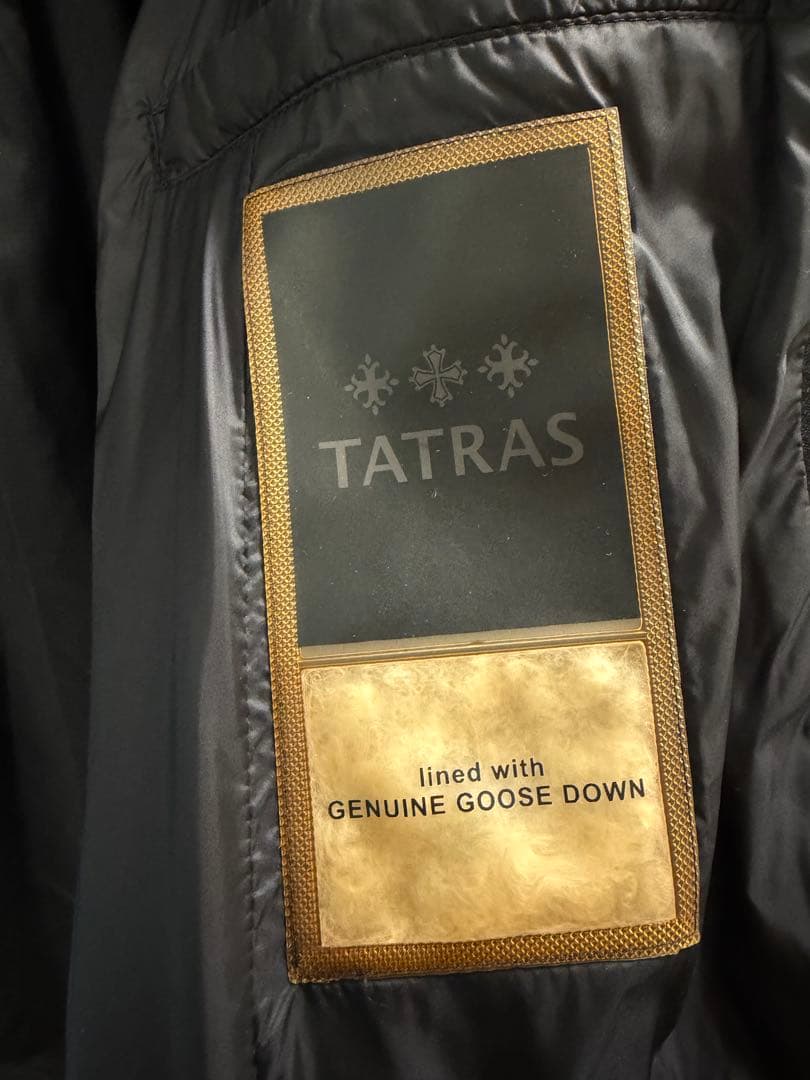 TATRAS
lined with
GENUINE GOOSE DOWN